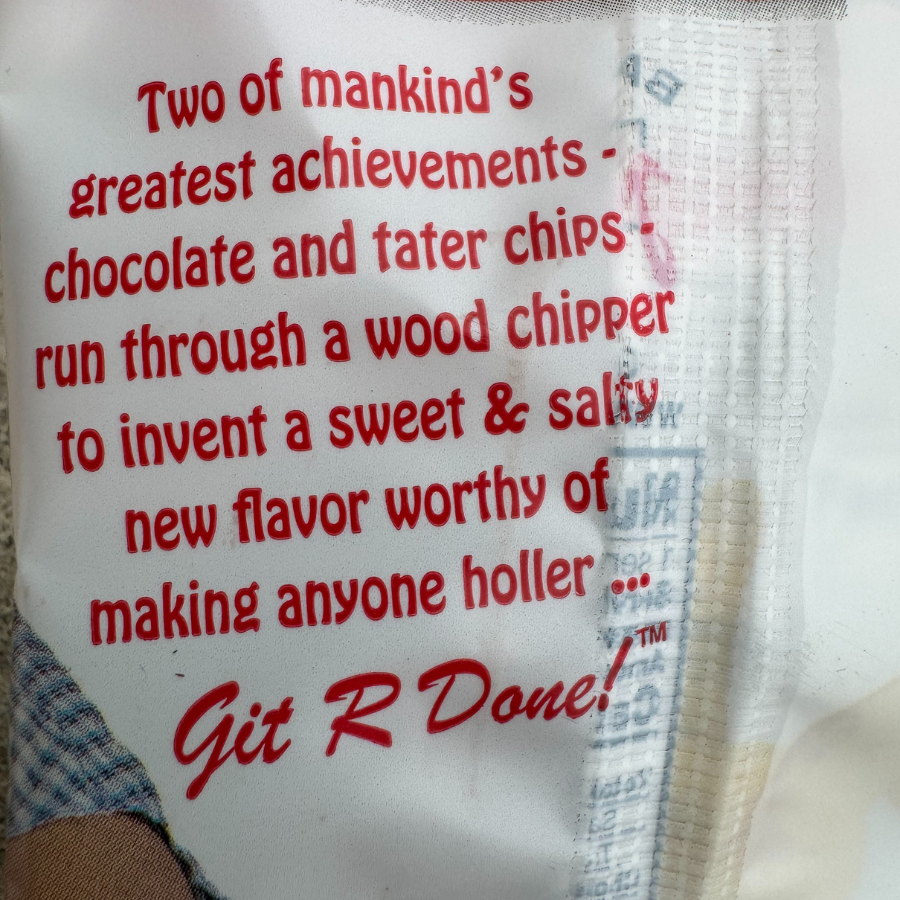 Two of mankind's
greatest achievements -
chocolate and tater chips -
run through a wood chipper
to invent a sweet & salty
new flavor worthy of
making anyone holler ...
Git R Done!™